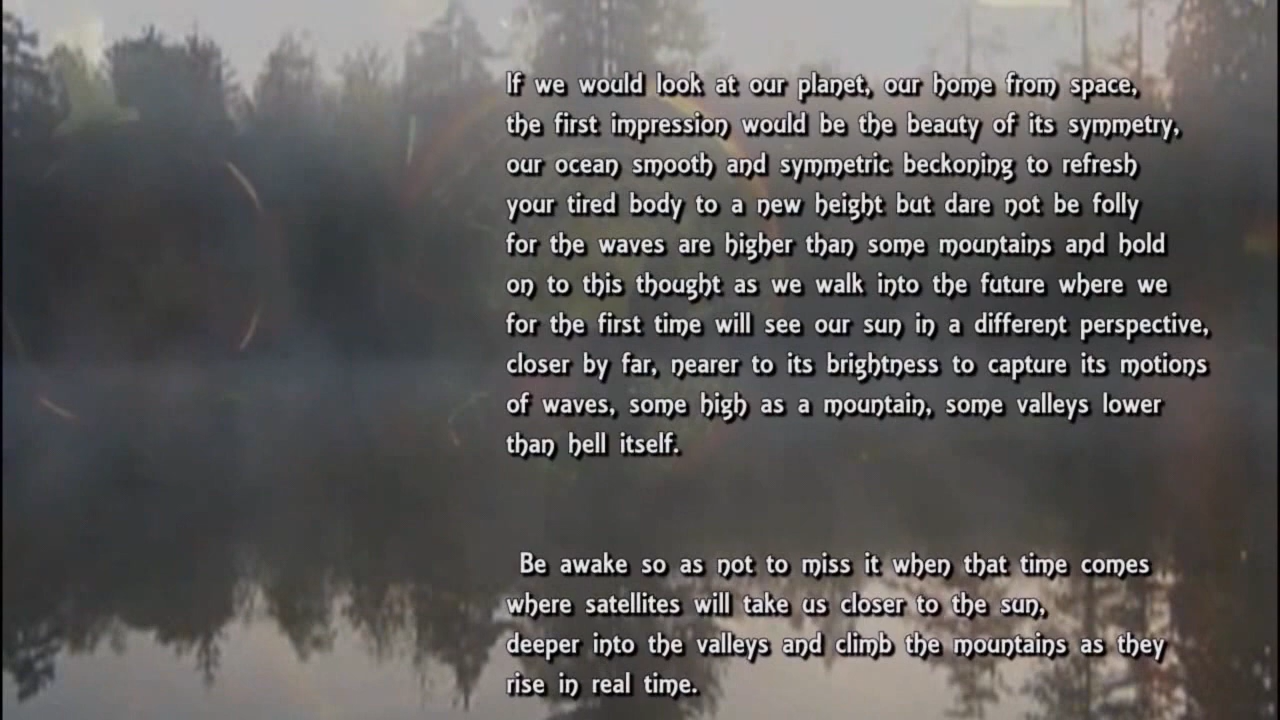 If we would look at our planet, our home from space,
the first impression would be the beauty of its symmetry,
our ocean smooth and symmetric beckoning to refresh
your tired body to a new height but dare not be folly
for the waves are higher than some mountains and hold
on to this thought as we walk into the future where we
for the first time will see our sun in a different perspective,
closer by far, nearer to its brightness to capture its motions
of waves, some high as a mountain, some valleys lower
than hell itself.
Be awake so as not to miss it when that time comes
where satellites will take us closer to the sun,
deeper into the valleys and climb the mountains as they
rise in real time.